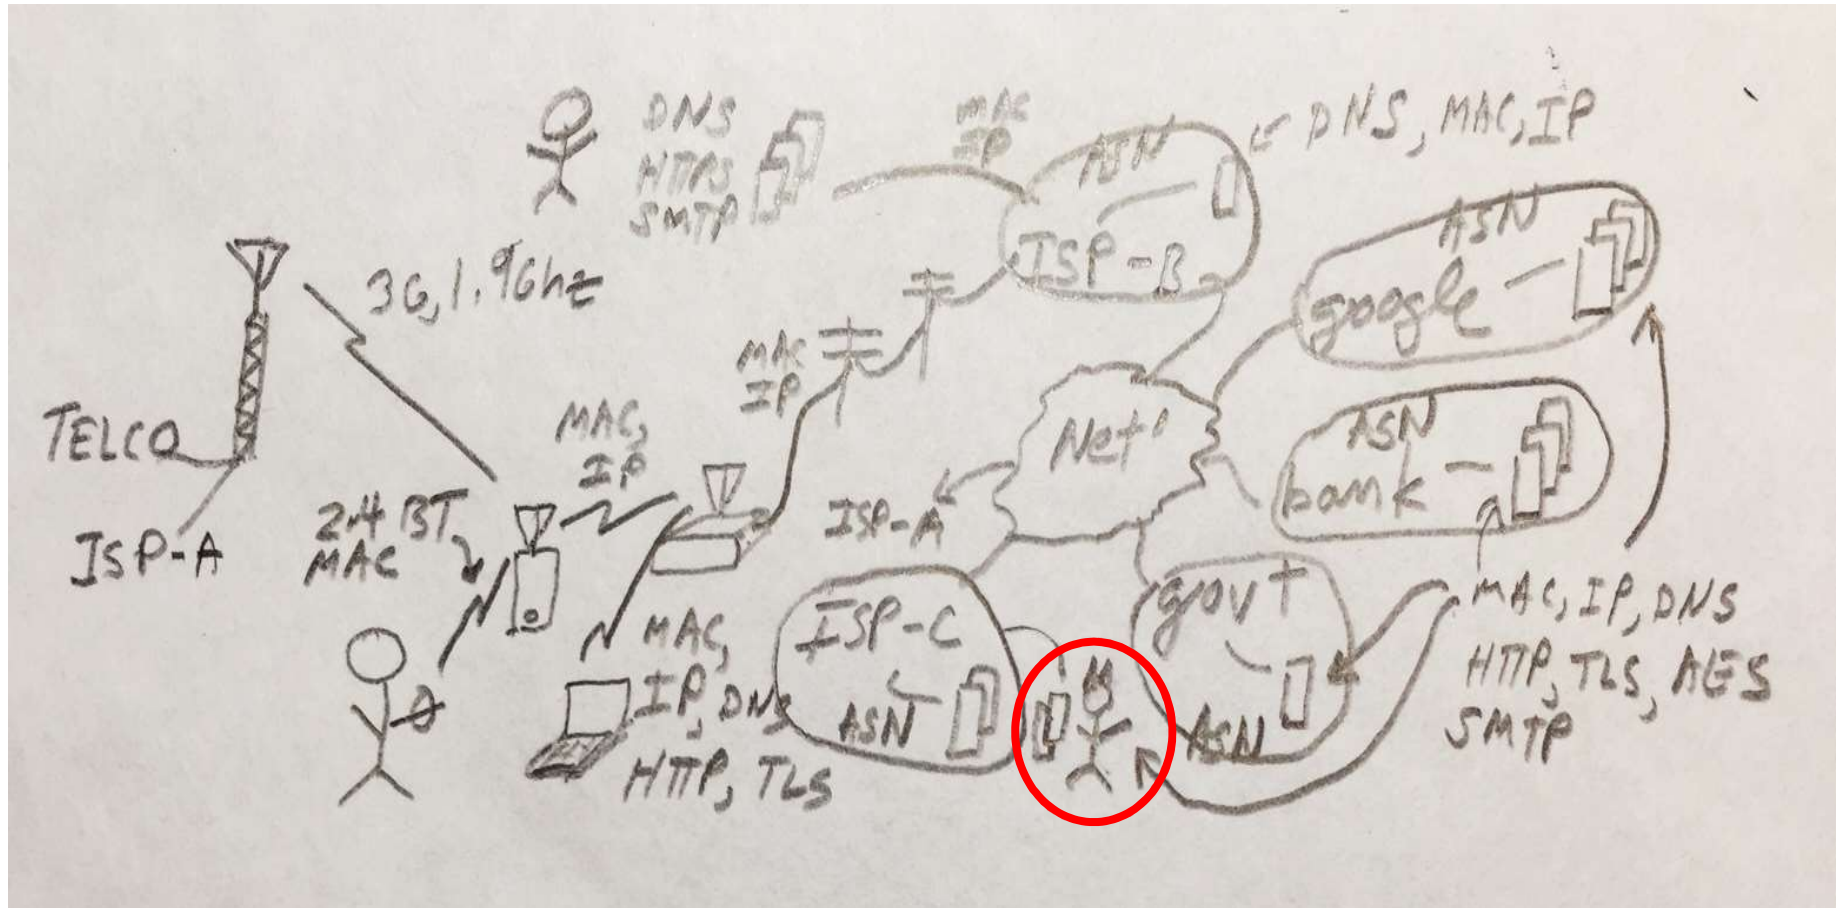 DNS
HTTPS
SMTP
MAC
IP
ASN
ISP-B
DNS, MAC, IP
3G, 1.9Ghz
ASN
google
MAC
IP
TELCO
ISP-A
MAC,
IP
Net
ASN
bank
2.4 BT
MAC
ISP-A
ISP-C
ASN
gov't
ASN
MAC,
IP, DNS
HTTP, TLS
MAC, IP, DNS
HTTP, TLS, AES
SMTP